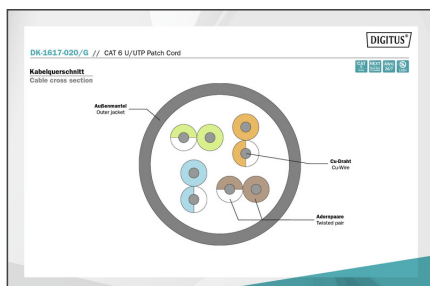 DIGITUS®
DK-1617-020/G // CAT 6 U/UTP Patch Cord
Kabelquerschnitt
Cable cross section
Außenmantel
Outer jacket
Cu-Draht
Cu-Wire
Adernpaare
Twisted pair